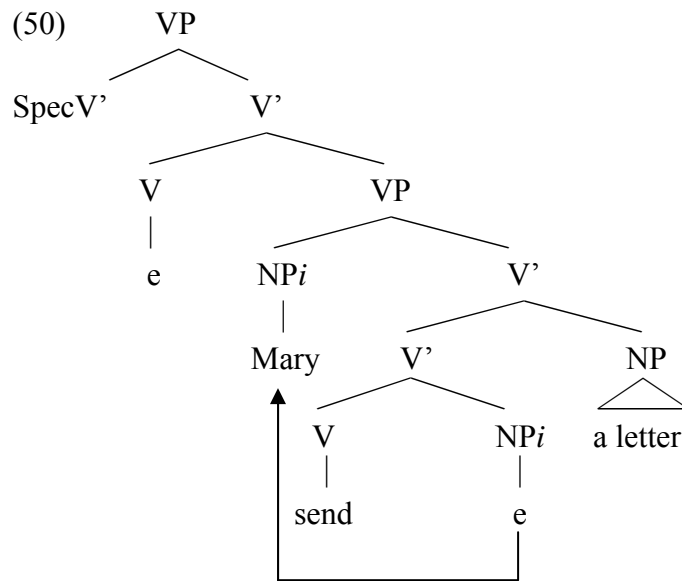 (50) VP
SpecV’ V’
V VP
e NPi V’
Mary V’ NP
V NPi a letter
send e